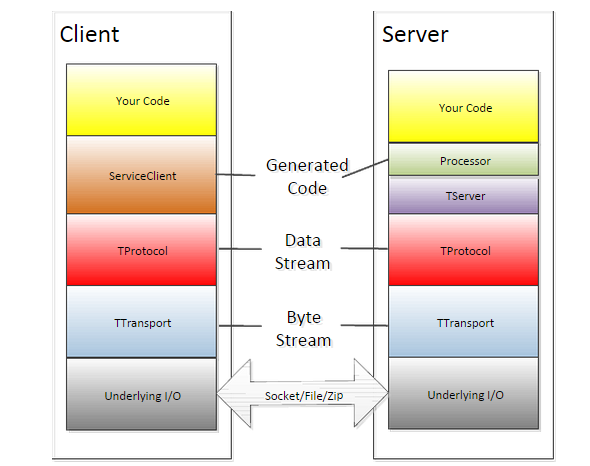 Client
Server
Your Code
Your Code
Generated
Code
Processor
ServiceClient
TServer
Data
Stream
TProtocol
TProtocol
Byte
Stream
TTransport
TTransport
Underlying I/O
Socket/File/Zip
Underlying I/O